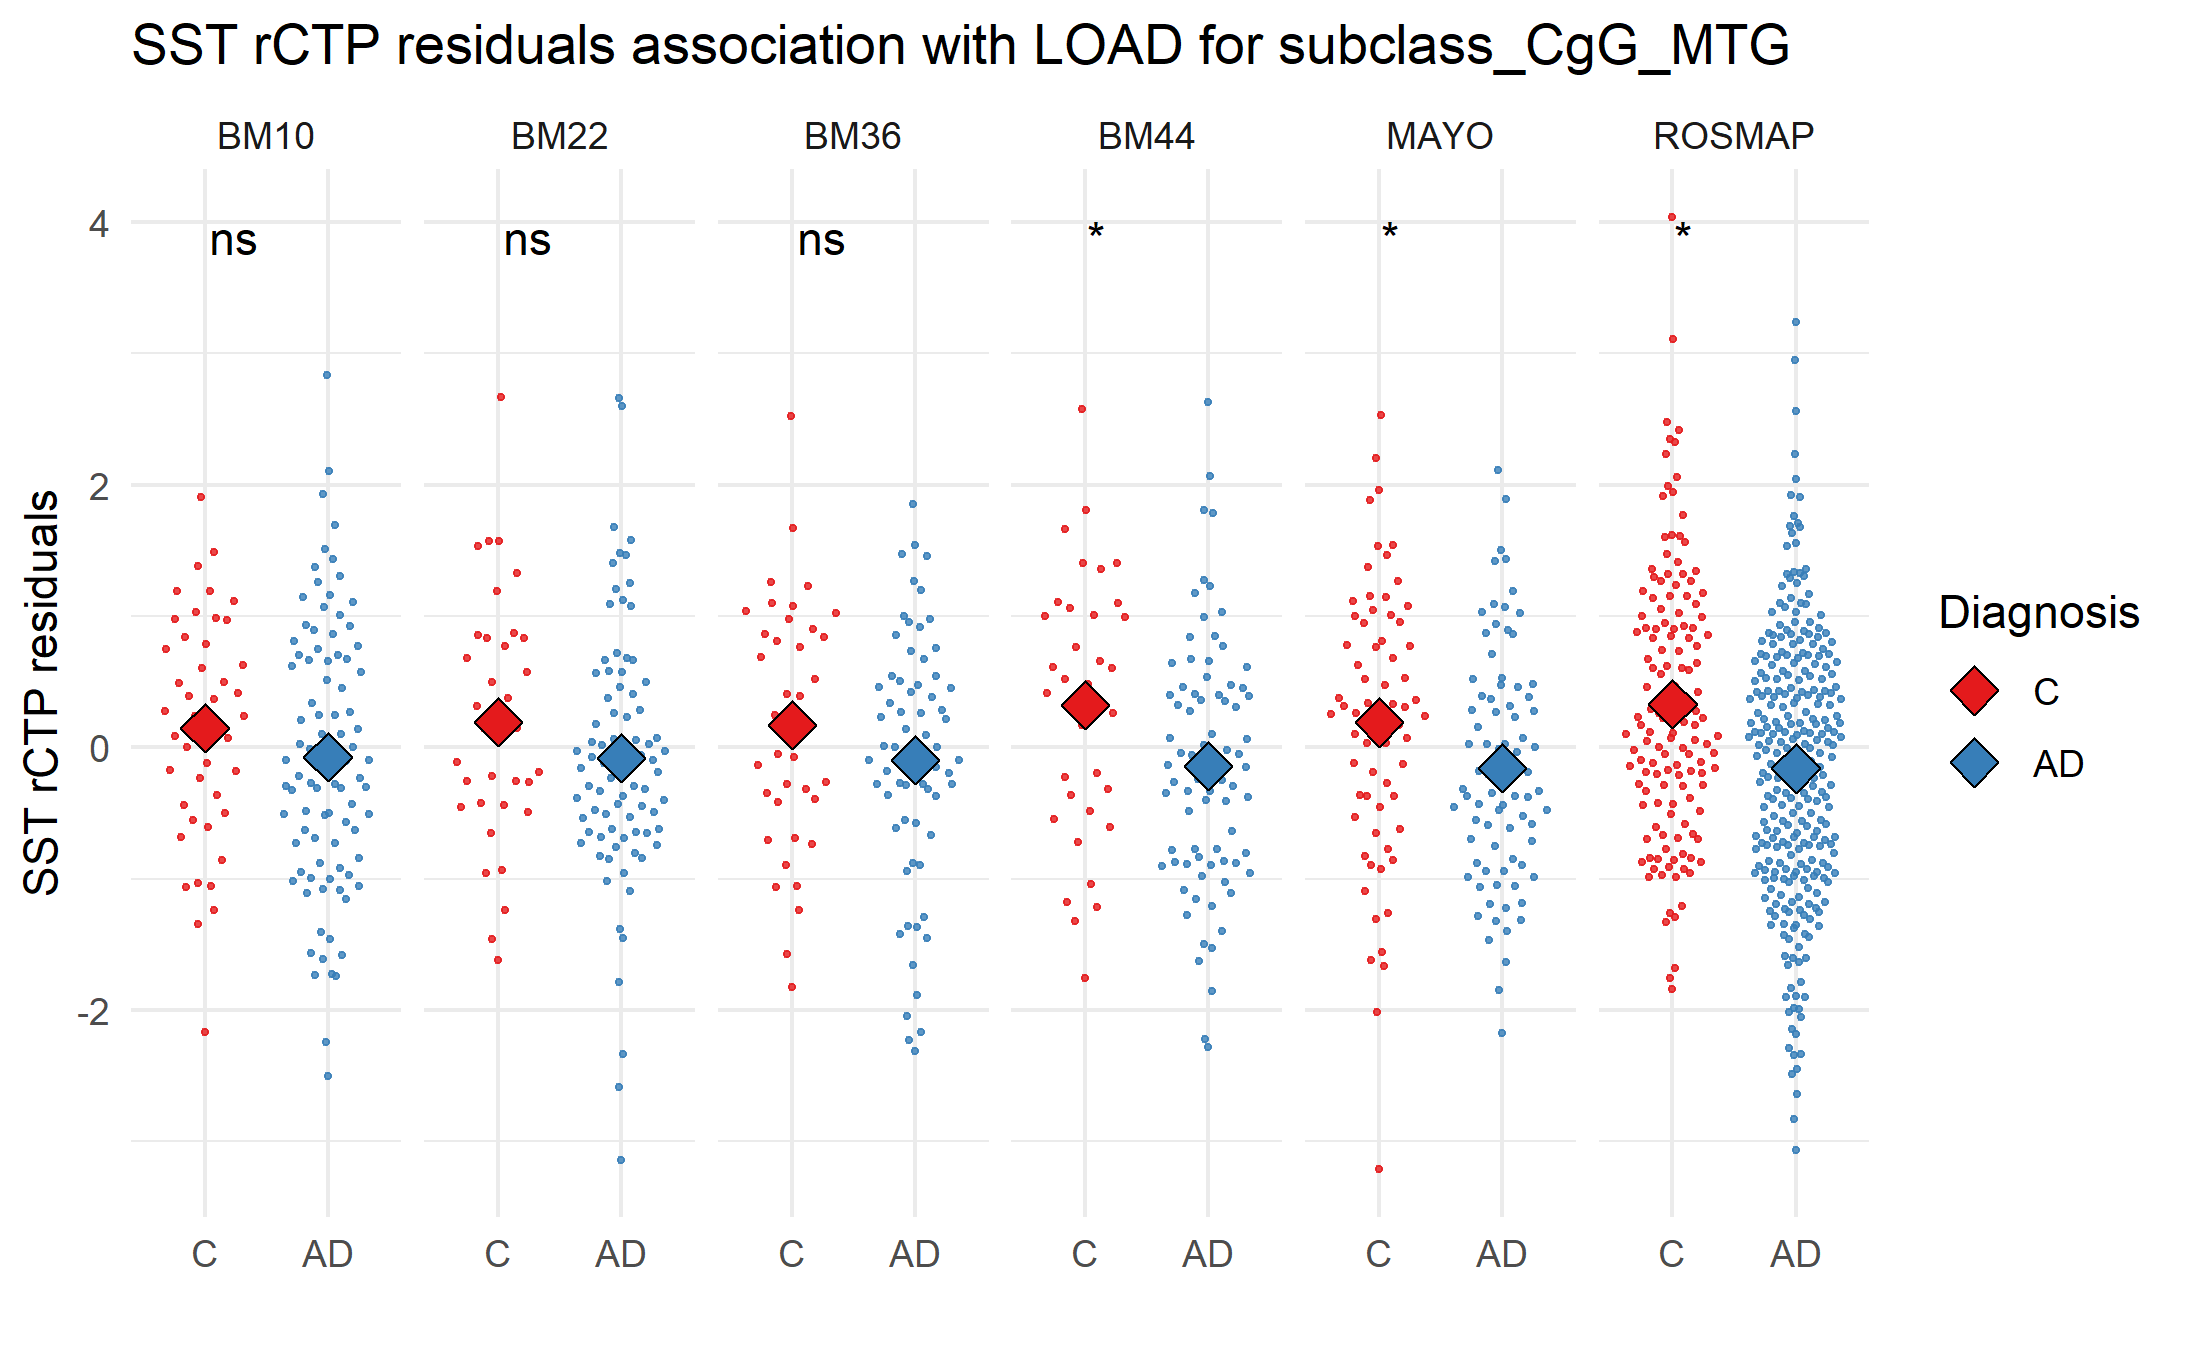 SST rCTP residuals association with LOAD for subclass_CgG_MTG
BM10 BM22 BM36 BM44 MAYO ROSMAP
ns ns ns * * *
4
2
0
-2
SST rCTP residuals
C AD C AD C AD C AD C AD C AD
Diagnosis
C
AD